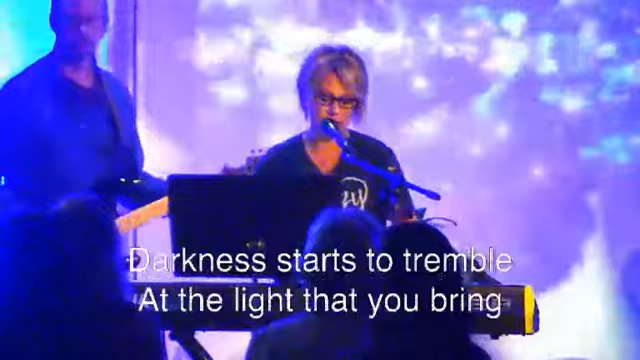 Darkness starts to tremble
At the light that you bring